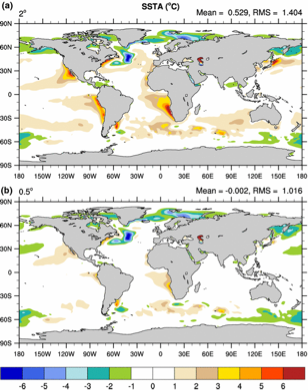 (a) SSTA (°C)
2° Mean = 0.529, RMS = 1.404
90N
60N
30N
0
30S
60S
90S
180 150W 120W 90W 60W 30W 0 30E 60E 90E 120E 150E 180
(b)
0.5° Mean = -0.002, RMS = 1.016
90N
60N
30N
0
30S
60S
90S
180 150W 120W 90W 60W 30W 0 30E 60E 90E 120E 150E 180
-6 -5 -4 -3 -2 -1 0 1 2 3 4 5